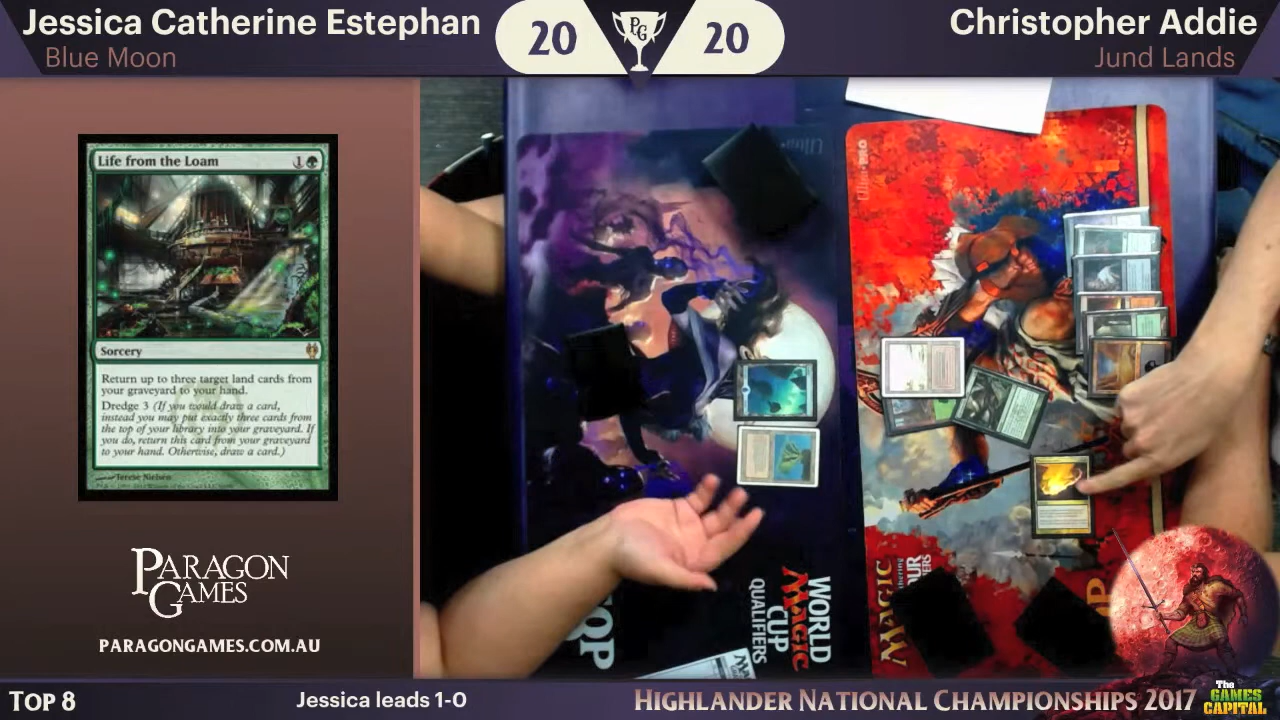 Jessica Catherine Estephan
Blue Moon
20
PG
20
Christopher Addie
Jund Lands
Life from the Loam
1
Sorcery
Return up to three target land cards from
your graveyard to your hand.
Dredge 3 (If you would draw a card,
instead you may put exactly three cards from
the top of your library into your graveyard. If
you do, return this card from your graveyard
to your hand. Otherwise, draw a card.)
Terese Nielsen
PARAGON
GAMES
PARAGONGAMES.COM.AU
TOP
WORLD
MAGIC
CUP
QUALIFIERS
MAGIC
Top 8
Jessica leads 1-0
HIGHLANDER NATIONAL CHAMPIONSHIPS 2017
The
GAMES
CAPITAL